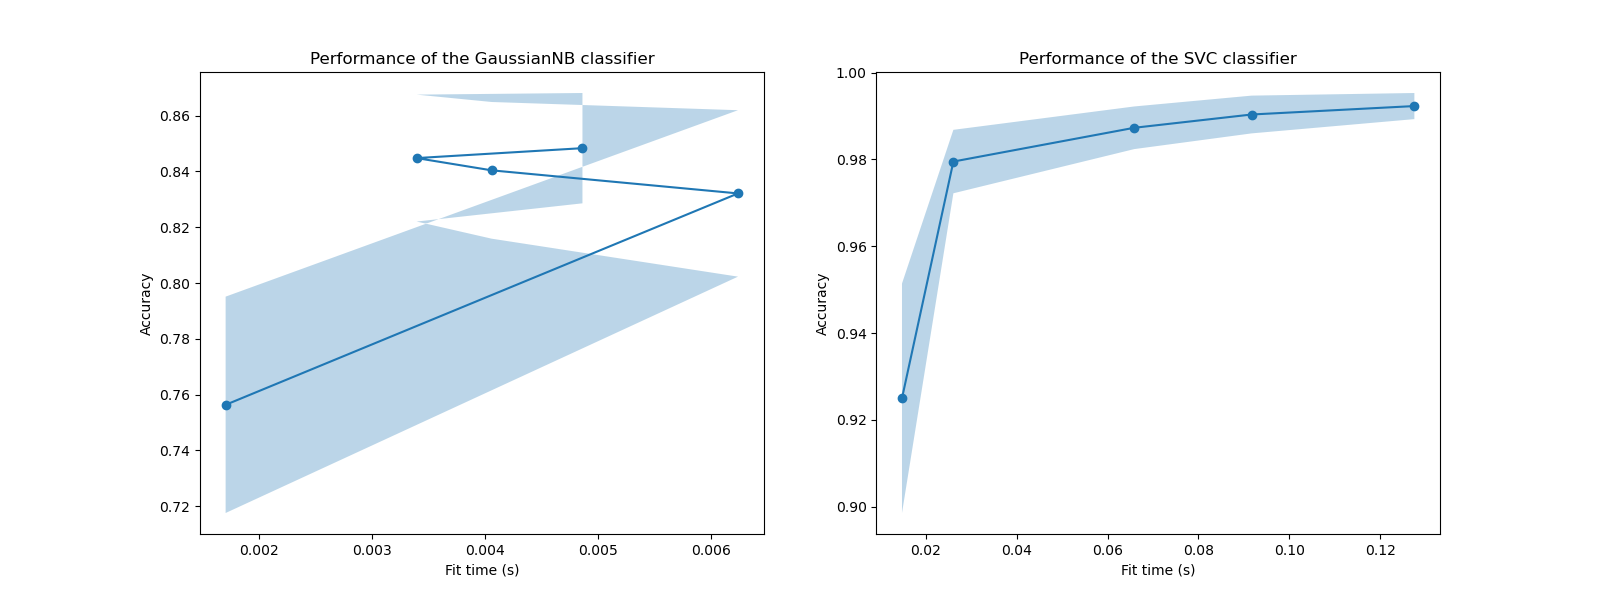 Performance of the GaussianNB classifier
Accuracy
0.86
0.84
0.82
0.80
0.78
0.76
0.74
0.72
0.002 0.003 0.004 0.005 0.006
Fit time (s)
Performance of the SVC classifier
Accuracy
1.00
0.98
0.96
0.94
0.92
0.90
0.02 0.04 0.06 0.08 0.10 0.12
Fit time (s)